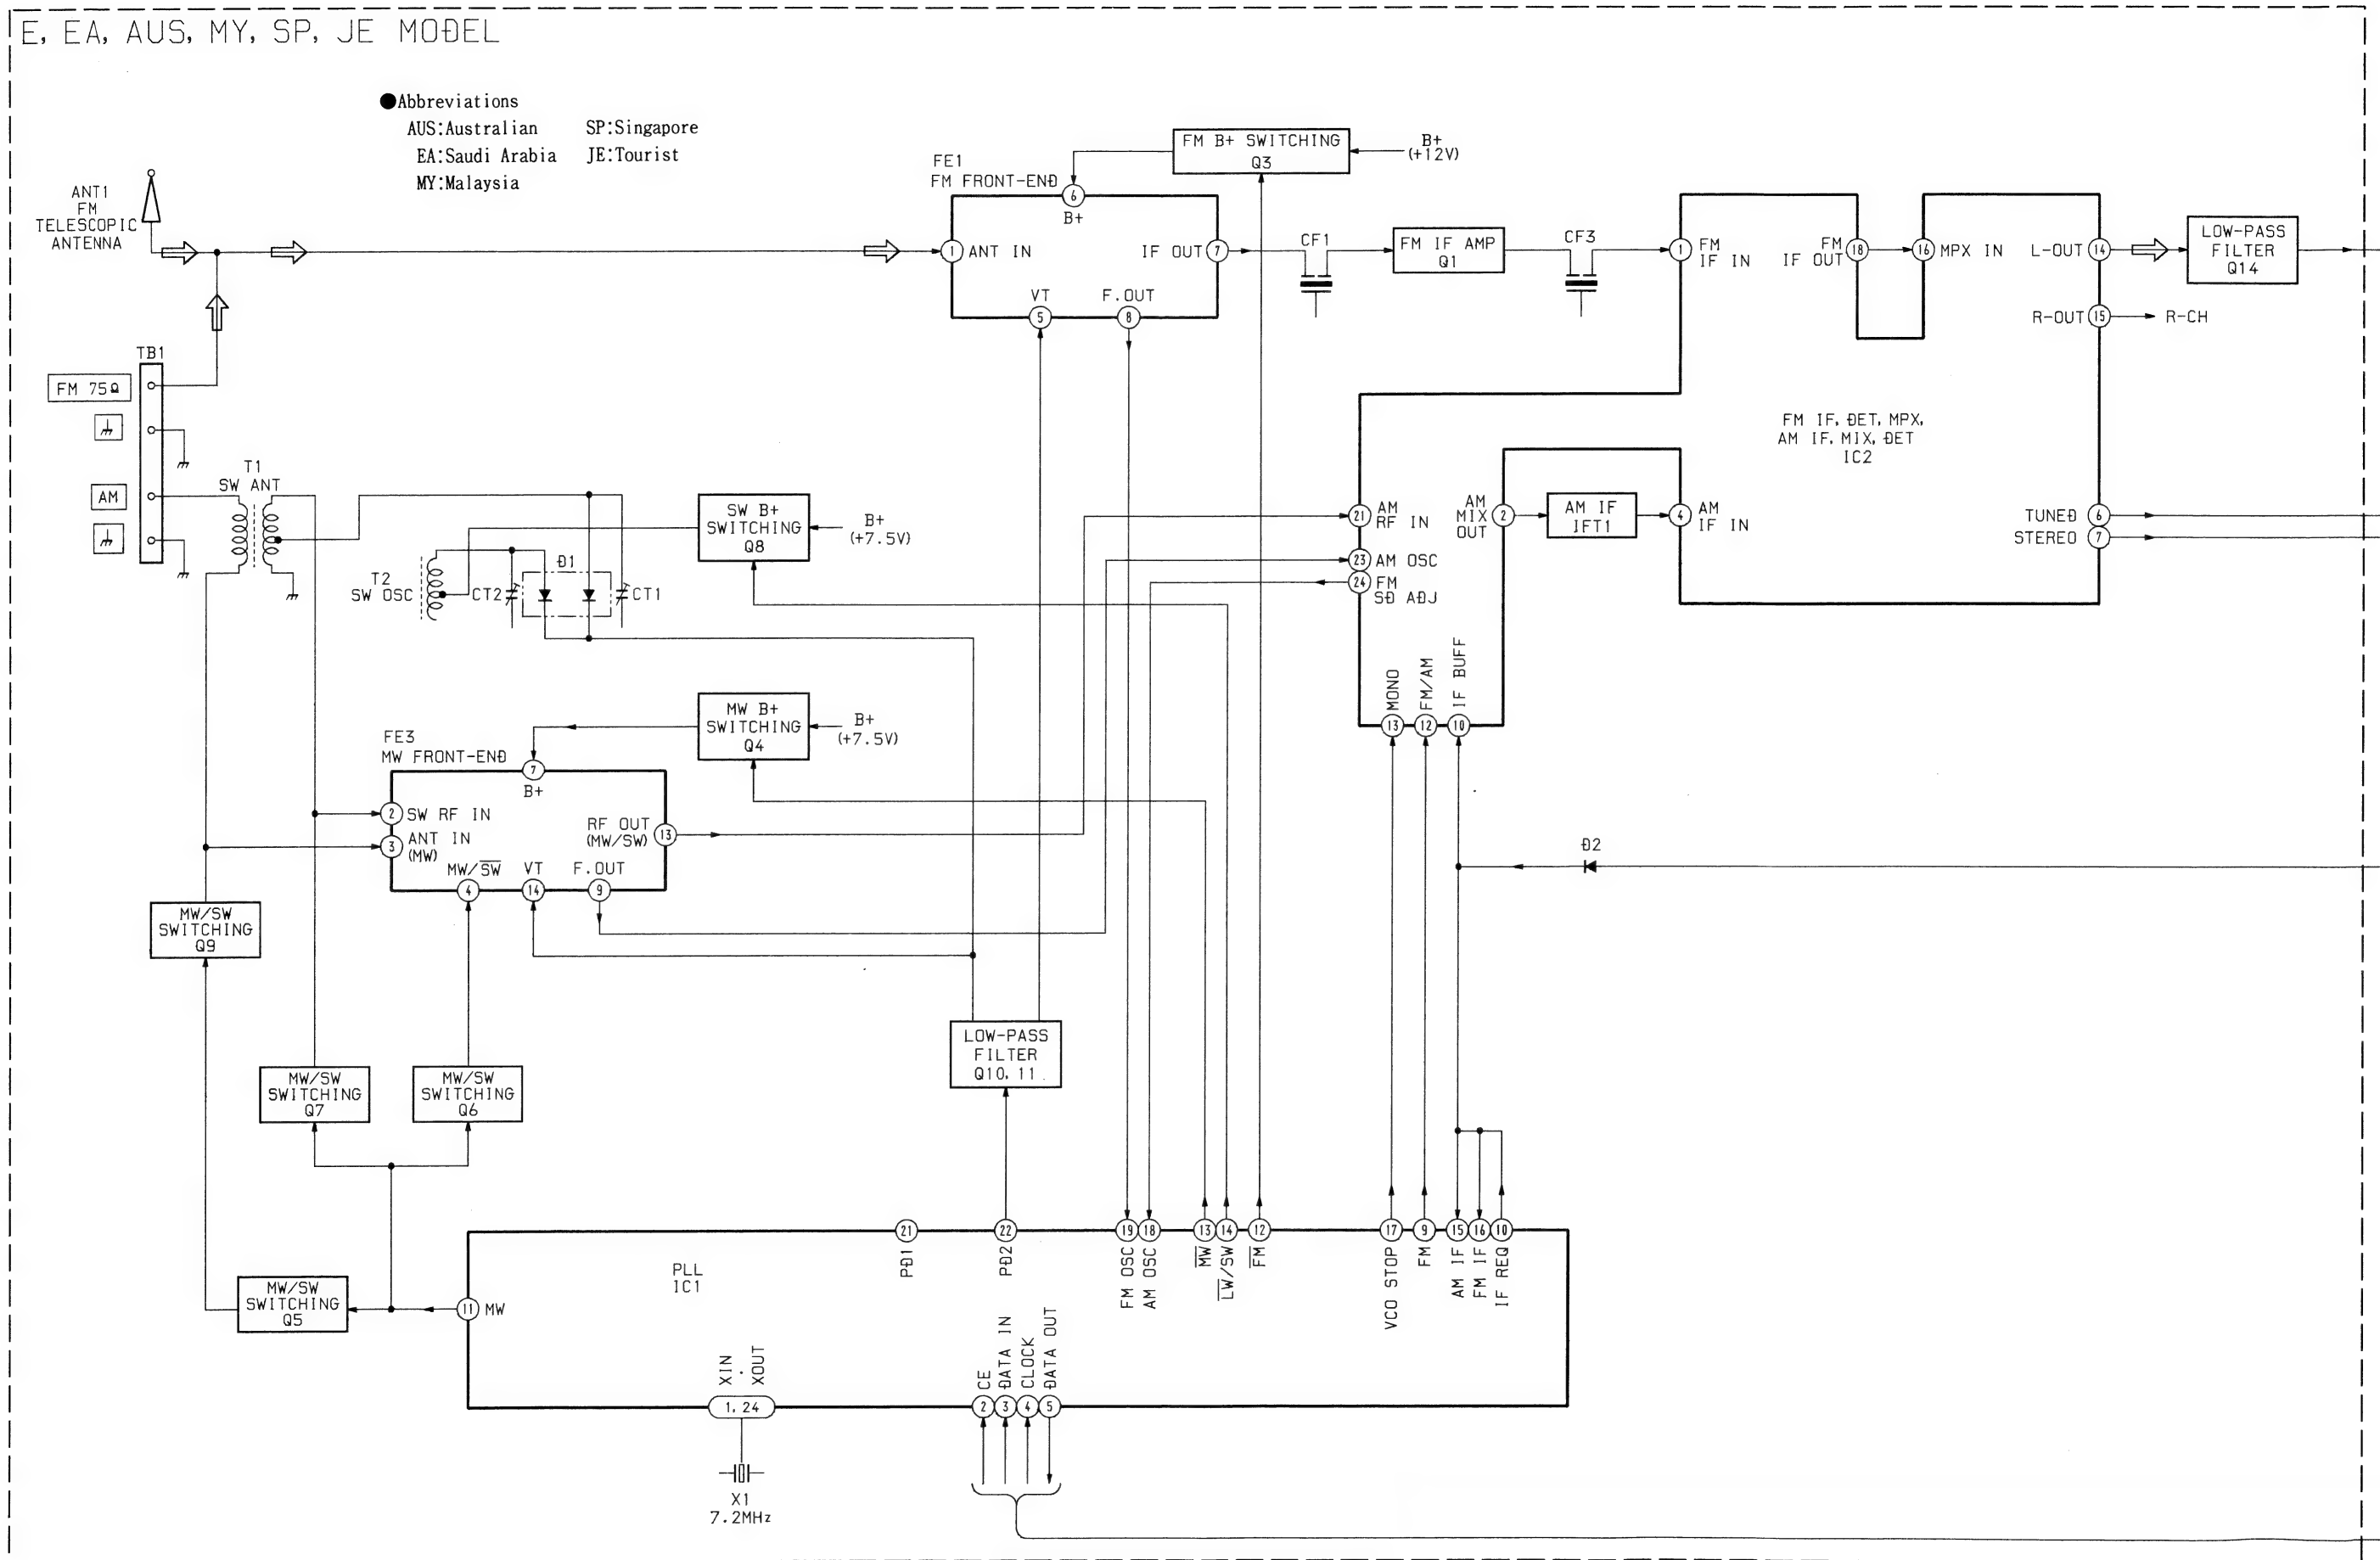 E, EA, AUS, MY, SP, JE MODEL
●Abbreviations
AUS:Australian SP:Singapore
EA:Saudi Arabia JE:Tourist
MY:Malaysia
ANT1
FM
TELESCOPIC
ANTENNA
FE1
FM FRONT-END
6
B+
1 ANT IN
IF OUT 7
VT
5
F.OUT
8
FM B+ SWITCHING
Q3
B+
(+12V)
CF1
FM IF AMP
Q1
CF3
1 FM
IF IN
FM
IF OUT 18
16 MPX IN
L-OUT 14
LOW-PASS
FILTER
Q14
R-OUT 15 R-CH
TB1
FM 75Ω
AM
T1
SW ANT
T2
SW OSC
CT2
D1
CT1
SW B+
SWITCHING
Q8
B+
(+7.5V)
FM IF, DET, MPX,
AM IF, MIX, DET
IC2
21 AM
RF IN
23 AM OSC
24 FM
SD ADJ
AM
MIX
OUT 2
AM IF
IFT1
4 AM
IF IN
TUNED 6
STEREO 7
MONO
13
FM/AM
12
IF BUFF
10
MW B+
SWITCHING
Q4
B+
(+7.5V)
FE3
MW FRONT-END
7
B+
2 SW RF IN
3 ANT IN
(MW)
RF OUT
(MW/SW) 13
MW/S̅W̅
4
VT
14
F.OUT
9
D2
MW/SW
SWITCHING
Q9
LOW-PASS
FILTER
Q10, 11
MW/SW
SWITCHING
Q7
MW/SW
SWITCHING
Q6
MW/SW
SWITCHING
Q5
11 MW
PLL
IC1
21
PD1
22
PD2
19
FM OSC
18
AM OSC
13
M̅W̅
14
L̅W̅/SW
12
F̅M̅
17
VCO STOP
9
FM
15
AM IF
16
FM IF
10
IF REQ
XIN
.
XOUT
1, 24
X1
7.2MHz
CE
2
DATA IN
3
CLOCK
4
DATA OUT
5